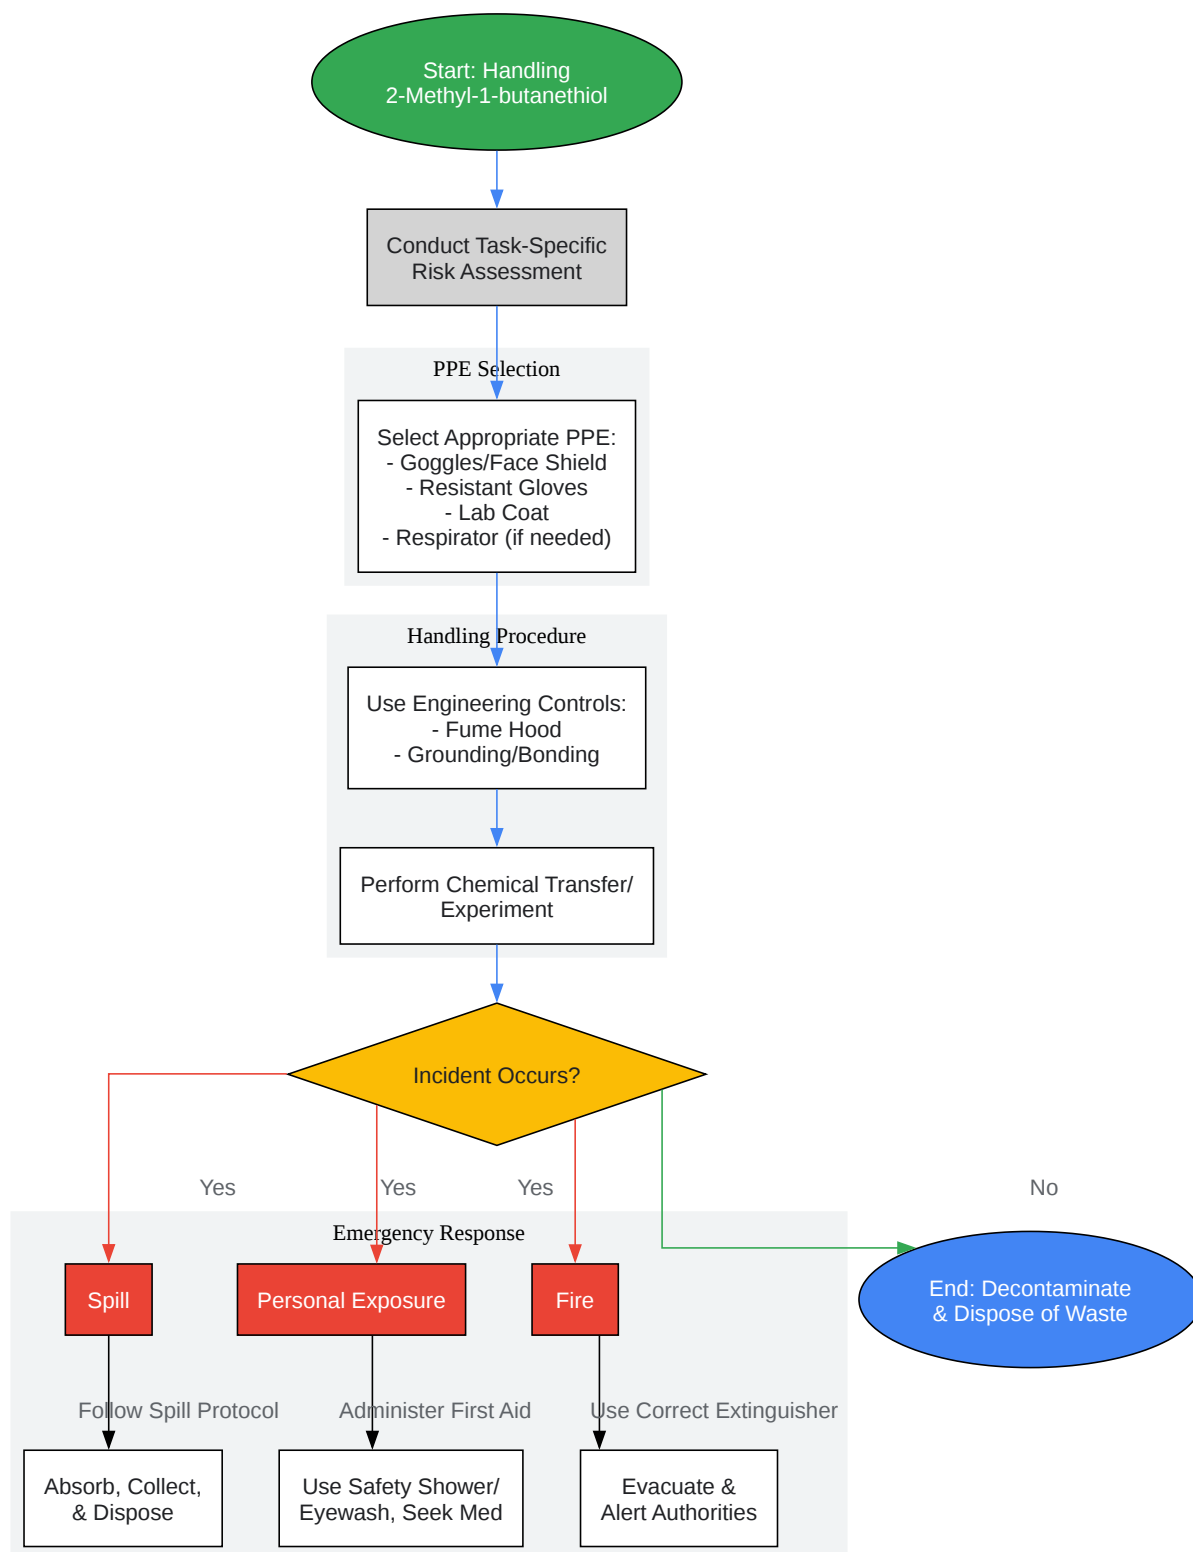 Start: Handling
2-Methyl-1-butanethiol
Conduct Task-Specific
Risk Assessment
PPE Selection
Select Appropriate PPE:
- Goggles/Face Shield
- Resistant Gloves
- Lab Coat
- Respirator (if needed)
Handling Procedure
Use Engineering Controls:
- Fume Hood
- Grounding/Bonding
Perform Chemical Transfer/
Experiment
Incident Occurs?
Yes
Yes
Yes
No
Emergency Response
Spill
Personal Exposure
Fire
End: Decontaminate
& Dispose of Waste
Follow Spill Protocol
Administer First Aid
Use Correct Extinguisher
Absorb, Collect,
& Dispose
Use Safety Shower/
Eyewash, Seek Med
Evacuate &
Alert Authorities